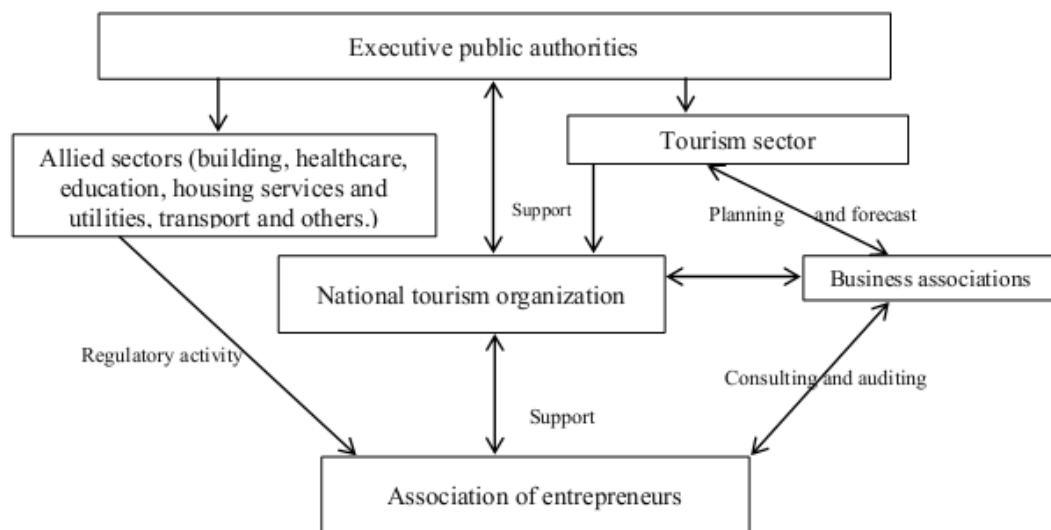 Executive public authorities
Tourism sector
Allied sectors (building, healthcare,
education, housing services and
utilities, transport and others.)
Support
Planning and forecast
National tourism organization
Business associations
Regulatory activity
Consulting and auditing
Support
Association of entrepreneurs